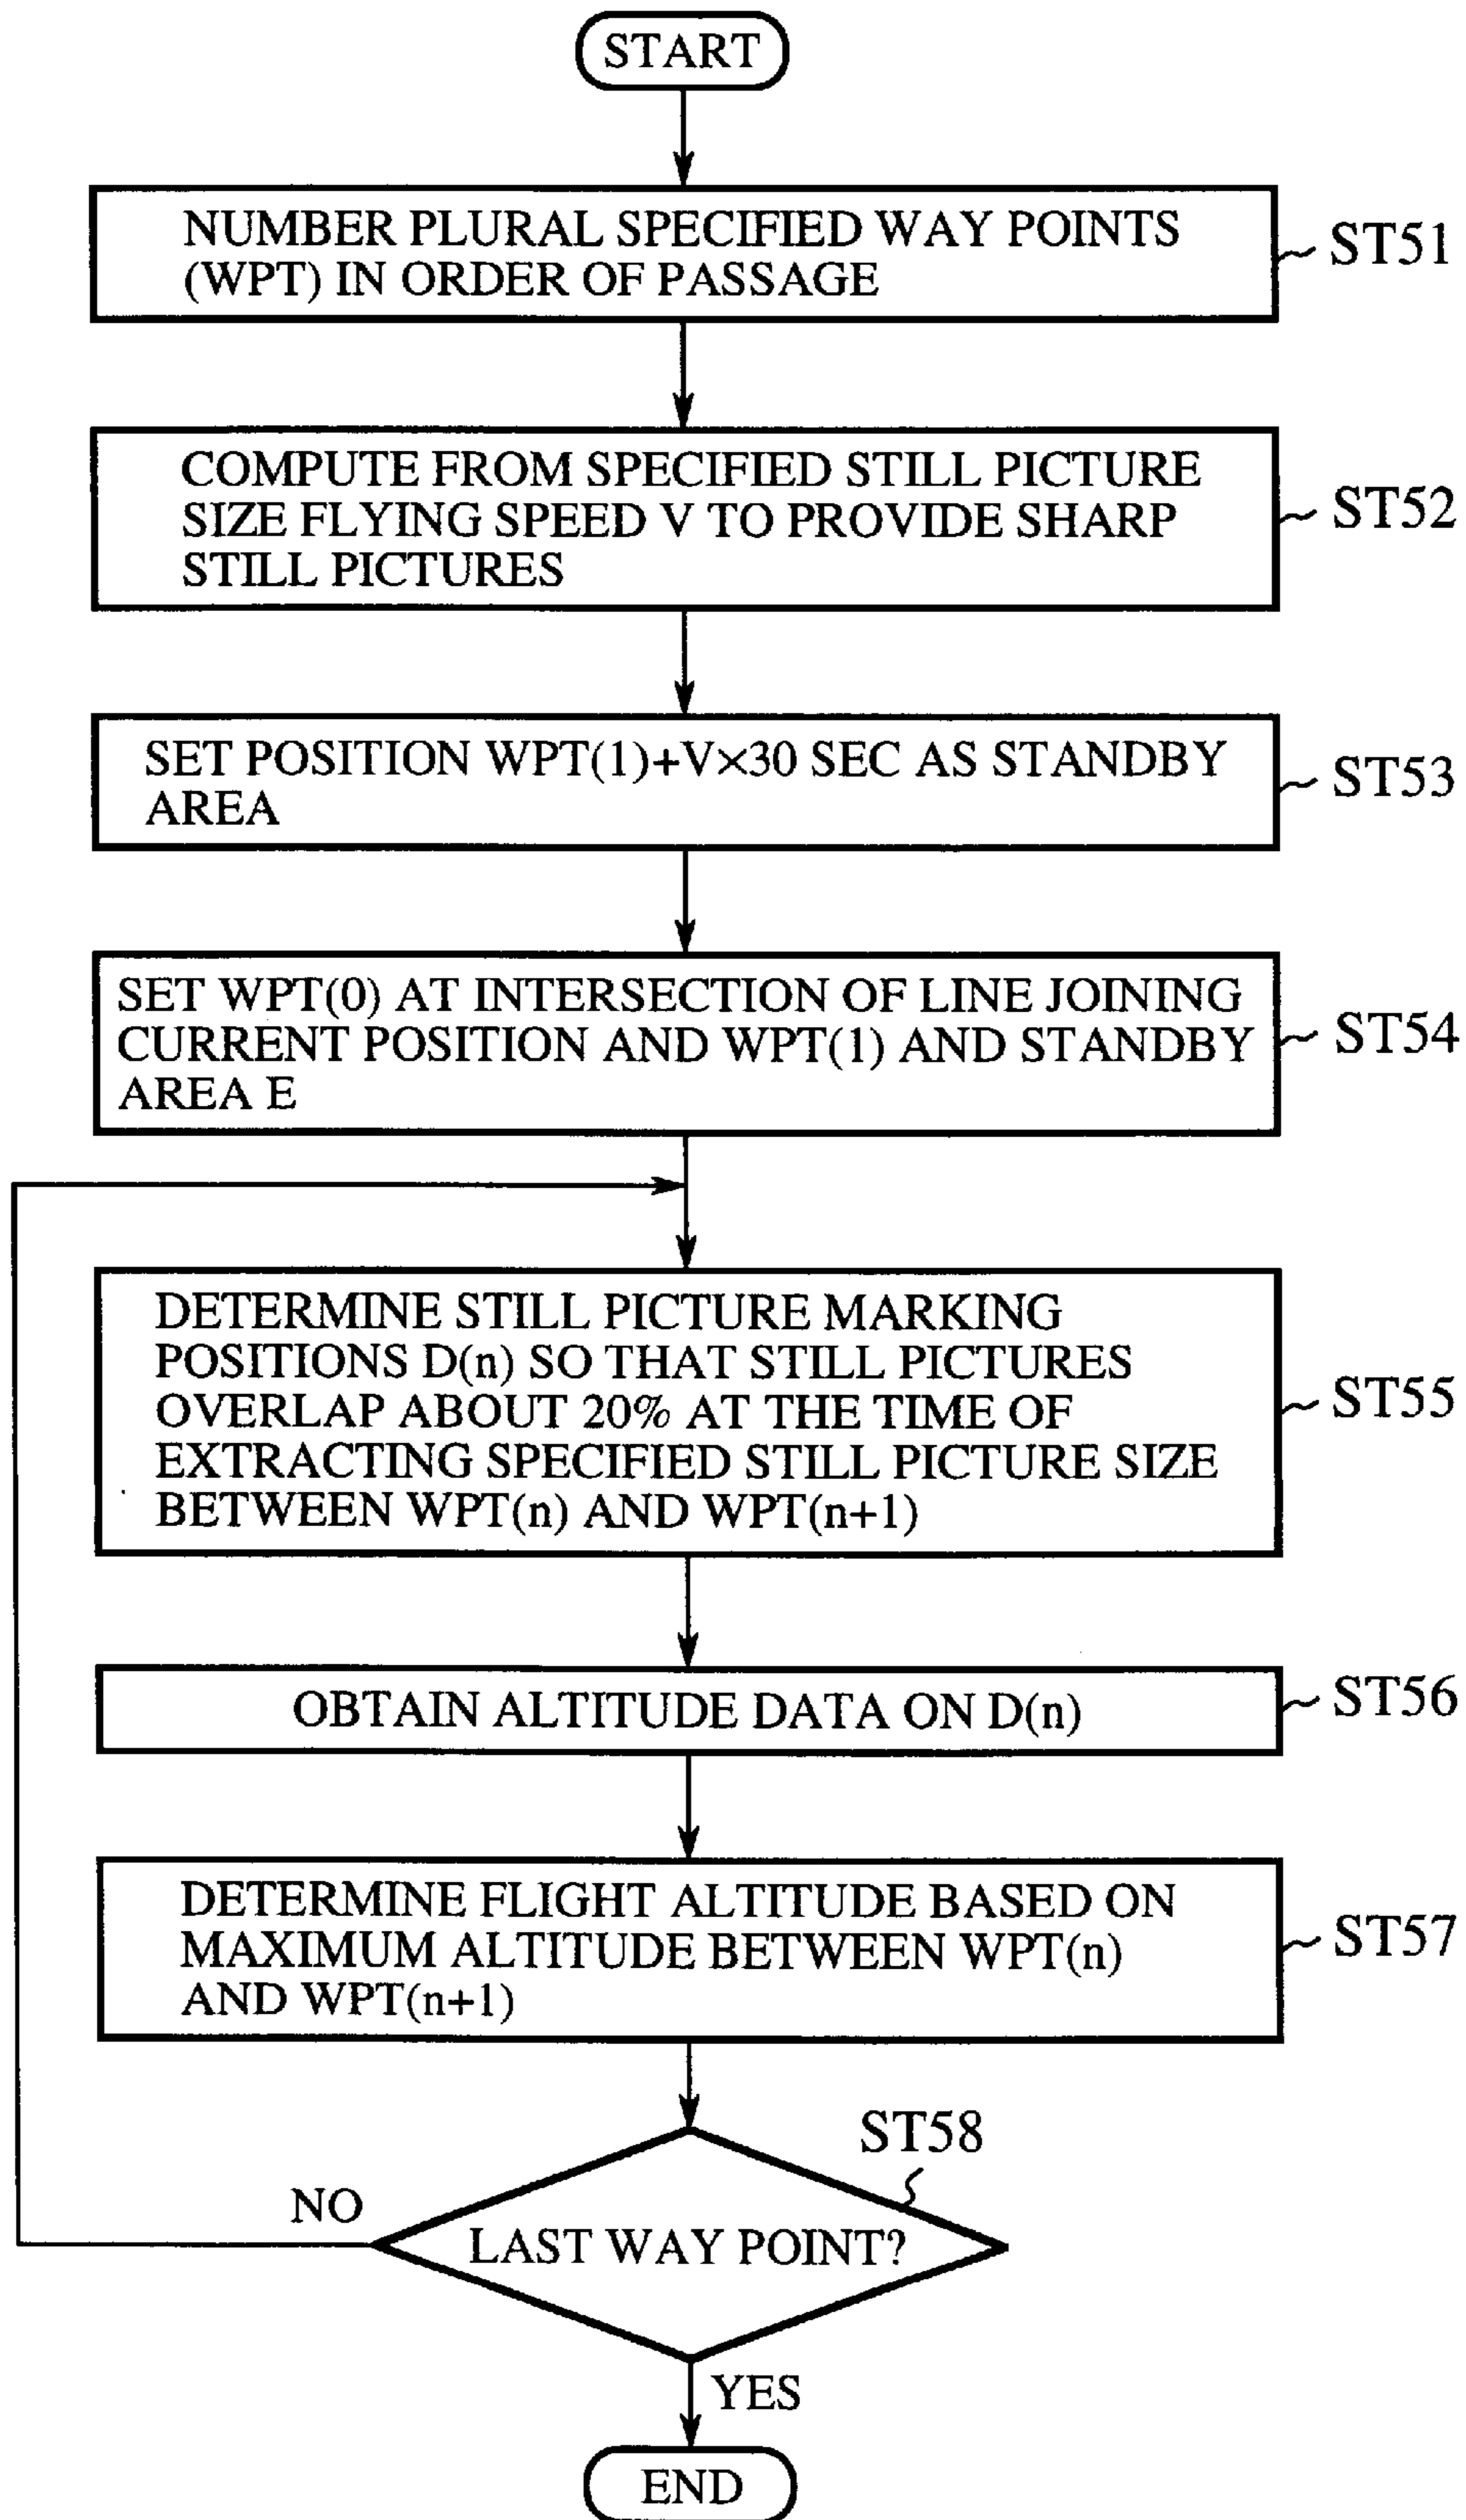 START
NUMBER PLURAL SPECIFIED WAY POINTS
(WPT) IN ORDER OF PASSAGE
ST51
COMPUTE FROM SPECIFIED STILL PICTURE
SIZE FLYING SPEED V TO PROVIDE SHARP
STILL PICTURES
ST52
SET POSITION WPT(1)+V×30 SEC AS STANDBY
AREA
ST53
SET WPT(0) AT INTERSECTION OF LINE JOINING
CURRENT POSITION AND WPT(1) AND STANDBY
AREA E
ST54
DETERMINE STILL PICTURE MARKING
POSITIONS D(n) SO THAT STILL PICTURES
OVERLAP ABOUT 20% AT THE TIME OF
EXTRACTING SPECIFIED STILL PICTURE SIZE
BETWEEN WPT(n) AND WPT(n+1)
ST55
OBTAIN ALTITUDE DATA ON D(n)
ST56
DETERMINE FLIGHT ALTITUDE BASED ON
MAXIMUM ALTITUDE BETWEEN WPT(n)
AND WPT(n+1)
ST57
ST58
NO
LAST WAY POINT?
YES
END